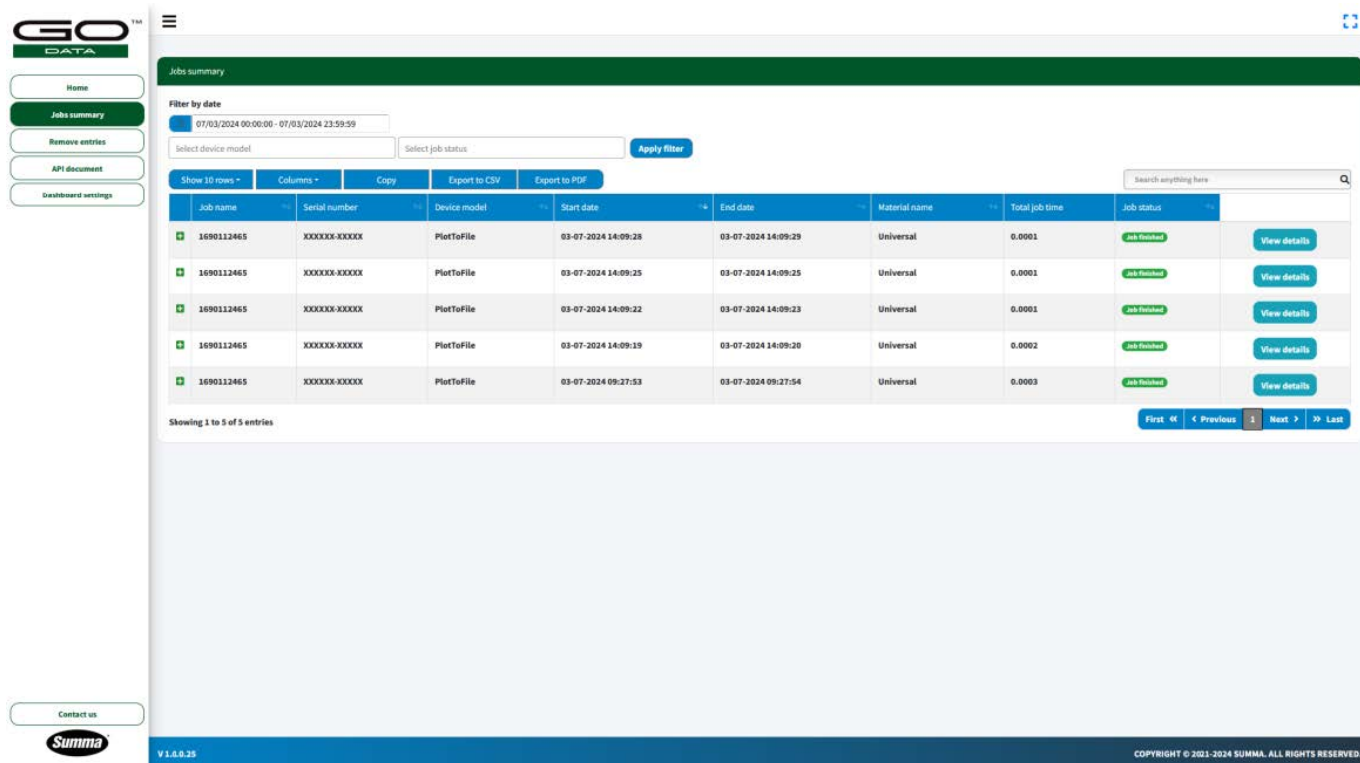 GO™
DATA
Home
Jobs summary
Remove entries
API document
Dashboard settings
Contact us
Summa
Jobs summary
Filter by date
07/03/2024 00:00:00 - 07/03/2024 23:59:59
Select device model Select job status Apply filter
Show 10 rows Columns Copy Export to CSV Export to PDF Search anything here
Job name Serial number Device model Start date End date Material name Total job time Job status
1690112465 XXXXXX-XXXXX PlotToFile 03-07-2024 14:09:28 03-07-2024 14:09:29 Universal 0.0001 Job finished View details
1690112465 XXXXXX-XXXXX PlotToFile 03-07-2024 14:09:25 03-07-2024 14:09:25 Universal 0.0001 Job finished View details
1690112465 XXXXXX-XXXXX PlotToFile 03-07-2024 14:09:22 03-07-2024 14:09:23 Universal 0.0001 Job finished View details
1690112465 XXXXXX-XXXXX PlotToFile 03-07-2024 14:09:19 03-07-2024 14:09:20 Universal 0.0002 Job finished View details
1690112465 XXXXXX-XXXXX PlotToFile 03-07-2024 09:27:53 03-07-2024 09:27:54 Universal 0.0003 Job finished View details
Showing 1 to 5 of 5 entries First « ‹ Previous 1 Next › » Last
COPYRIGHT © 2021-2024 SUMMA. ALL RIGHTS RESERVED.